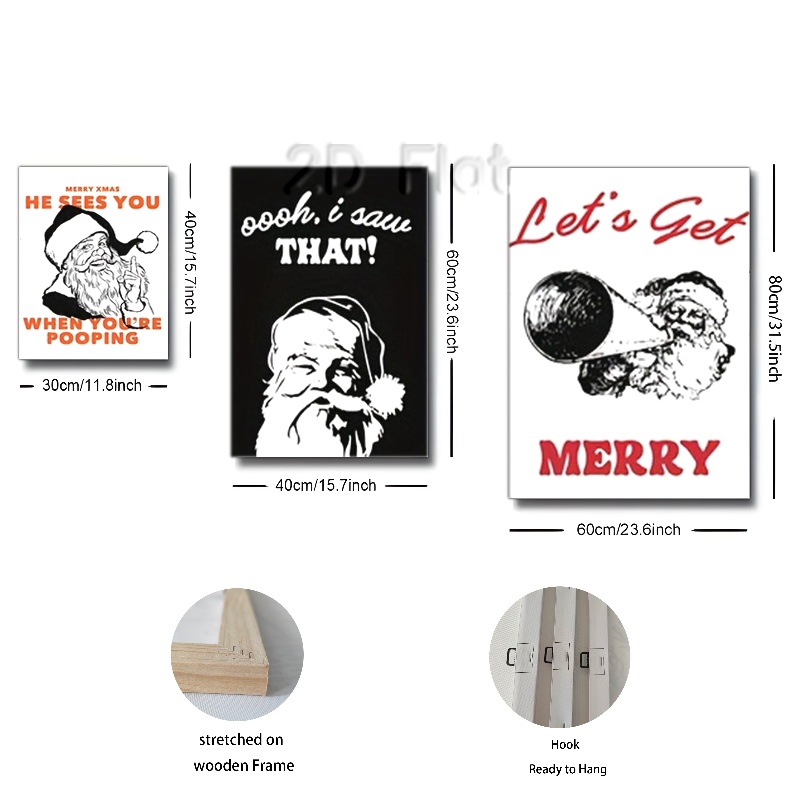 2D Flat
MERRY XMAS
HE SEES YOU
WHEN YOU'RE
POOPING
40cm/15.7inch
30cm/11.8inch
oooh, i saw
THAT!
60cm/23.6inch
40cm/15.7inch
Let's Get
MERRY
80cm/31.5inch
60cm/23.6inch
stretched on
wooden Frame
Hook
Ready to Hang